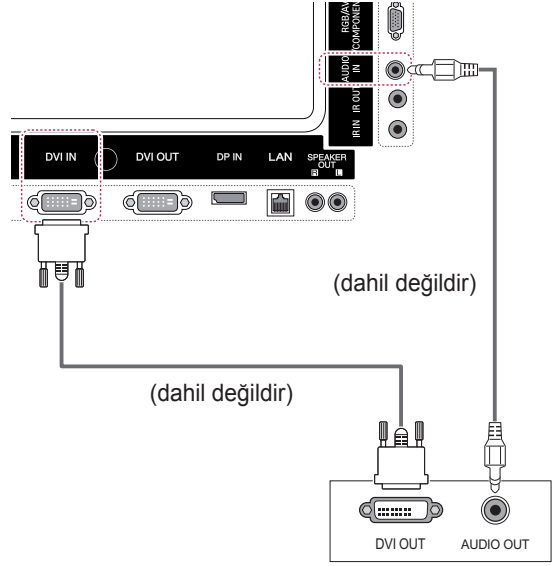 RGB/AV
COMPONENT
AUDIO
IN
IR OUT
IR IN
DVI IN
DVI OUT
DP IN
LAN
SPEAKER
OUT
R
L
(dahil değildir)
(dahil değildir)
DVI OUT
AUDIO OUT